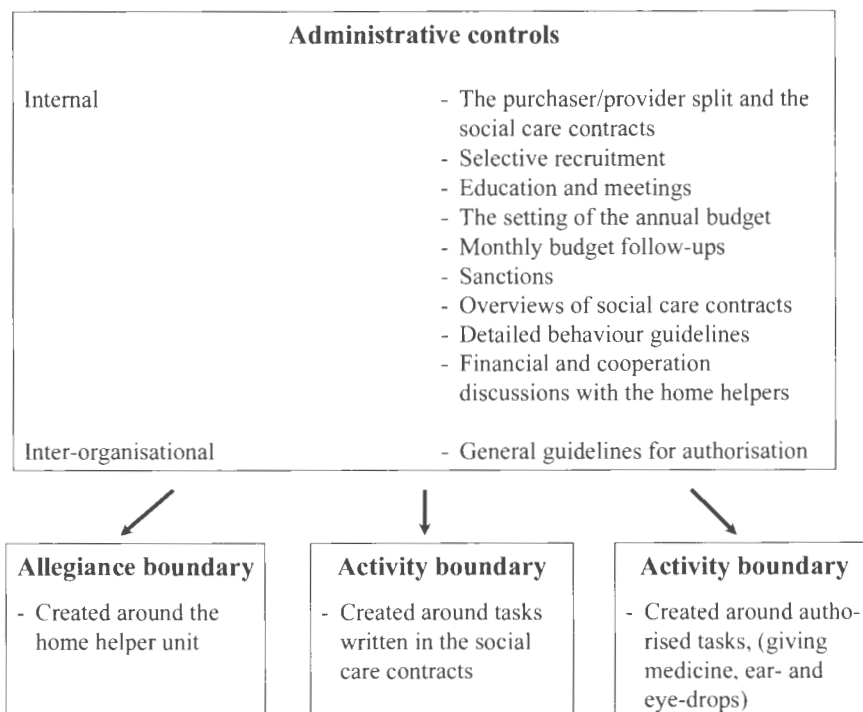 Administrative controls
Internal
- The purchaser/provider split and the
social care contracts
- Selective recruitment
- Education and meetings
- The setting of the annual budget
- Monthly budget follow-ups
- Sanctions
- Overviews of social care contracts
- Detailed behaviour guidelines
- Financial and cooperation
discussions with the home helpers
Inter-organisational
- General guidelines for authorisation
Allegiance boundary
- Created around the
home helper unit
Activity boundary
- Created around tasks
written in the social
care contracts
Activity boundary
- Created around autho-
rised tasks, (giving
medicine, ear- and
eye-drops)